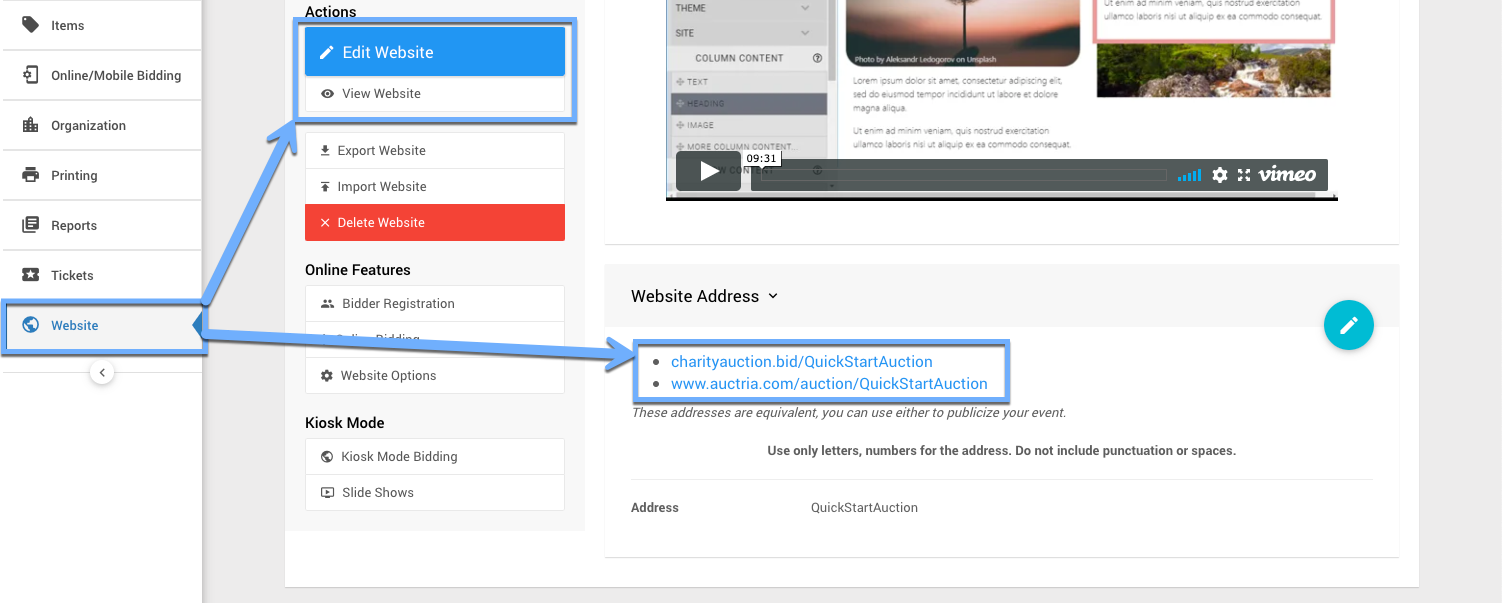 Items
Online/Mobile Bidding
Organization
Printing
Reports
Tickets
Website
Actions
Edit Website
View Website
Export Website
Import Website
Delete Website
Online Features
Bidder Registration
Online Bidding
Website Options
Kiosk Mode
Kiosk Mode Bidding
Slide Shows
THEME
SITE
COLUMN CONTENT
TEXT
HEADING
IMAGE
MORE COLUMN CONTENT...
CONTENT
Photo by Aleksandr Ledogorov on Unsplash
Lorem ipsum dolor sit amet, consectetur adipiscing elit,
sed do eiusmod tempor incididunt ut labore et dolore
magna aliqua.
Ut enim ad minim veniam, quis nostrud exercitation
ullamco laboris nisi ut aliquip ex ea commodo consequat.
Ut enim ad minim veniam, quis nostrud exercitation
ullamco laboris nisi ut aliquip ex ea commodo consequat.
09:31
vimeo
Website Address
charityauction.bid/QuickStartAuction
www.auctria.com/auction/QuickStartAuction
These addresses are equivalent, you can use either to publicize your event.
Use only letters, numbers for the address. Do not include punctuation or spaces.
Address QuickStartAuction